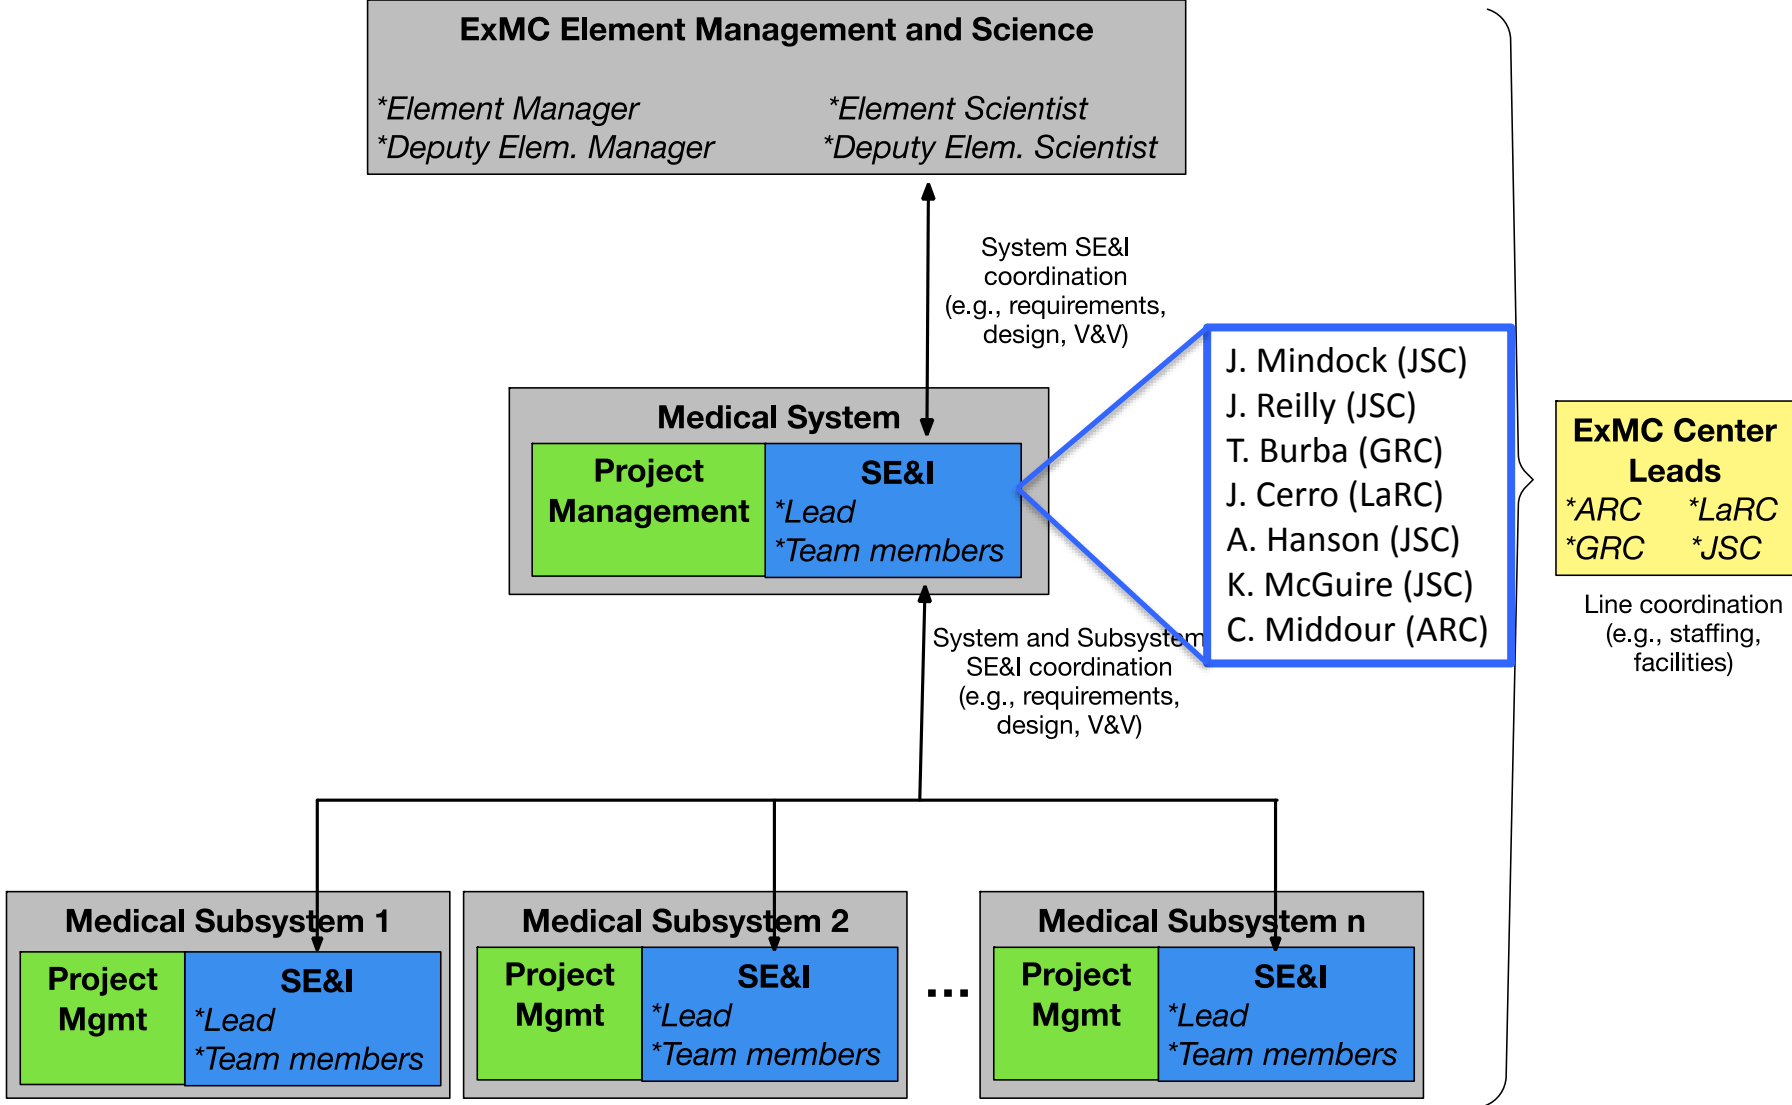 ExMC Element Management and Science
*Element Manager
*Deputy Elem. Manager
*Element Scientist
*Deputy Elem. Scientist
System SE&I
coordination
(e.g., requirements,
design, V&V)
Medical System
Project
Management
SE&I
*Lead
*Team members
J. Mindock (JSC)
J. Reilly (JSC)
T. Burba (GRC)
J. Cerro (LaRC)
A. Hanson (JSC)
K. McGuire (JSC)
C. Middour (ARC)
ExMC Center
Leads
*ARC *LaRC
*GRC *JSC
Line coordination
(e.g., staffing,
facilities)
System and Subsystem
SE&I coordination
(e.g., requirements,
design, V&V)
Medical Subsystem 1
Project
Mgmt
SE&I
*Lead
*Team members
Medical Subsystem 2
Project
Mgmt
SE&I
*Lead
*Team members
...
Medical Subsystem n
Project
Mgmt
SE&I
*Lead
*Team members